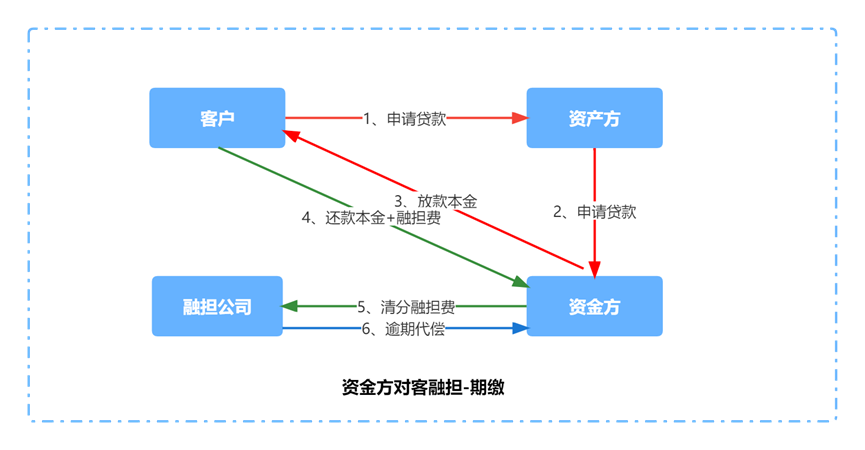 客户
1、申请贷款
资产方
3、放款本金
2、申请贷款
4、还款本金+融担费
融担公司
5、清分融担费
资金方
6、逾期代偿
资金方对客融担-期缴